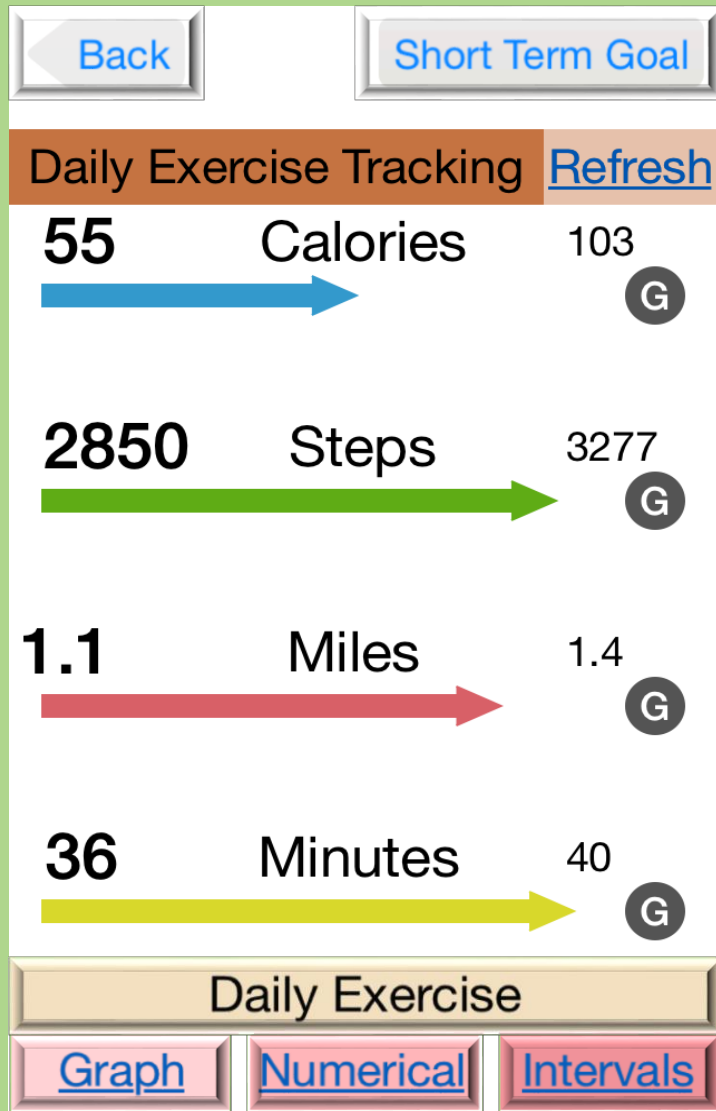 Back Short Term Goal
Daily Exercise Tracking Refresh
55 Calories 103
G
2850 Steps 3277
G
1.1 Miles 1.4
G
36 Minutes 40
G
Daily Exercise
Graph Numerical Intervals